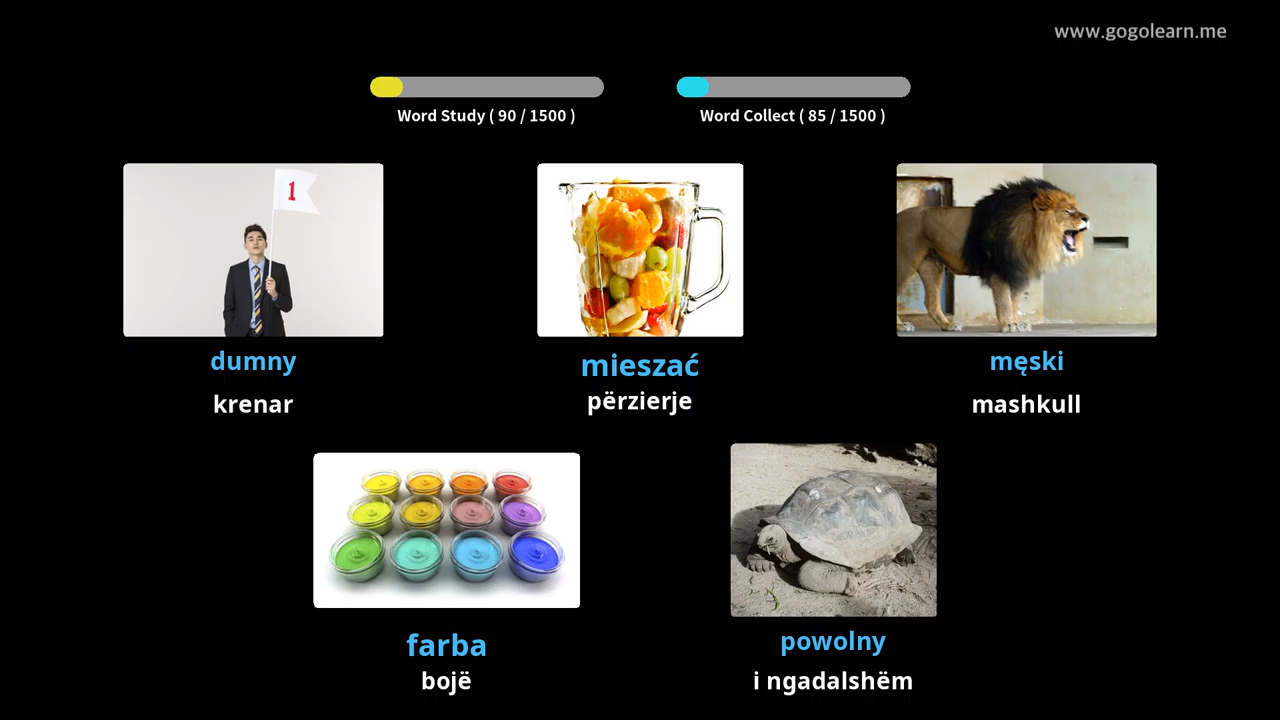 www.gogolearn.me
Word Study ( 90 / 1500 )
Word Collect ( 85 / 1500 )
1
dumny
krenar
mieszać
përzierje
męski
mashkull
farba
bojë
powolny
i ngadalshëm